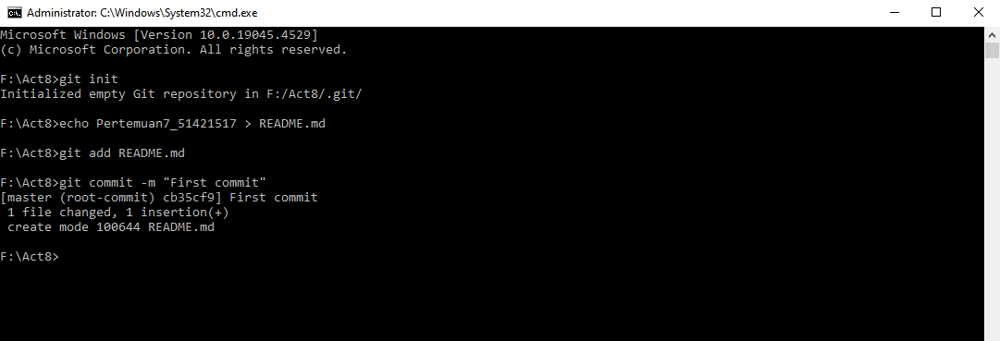 Administrator: C:\Windows\System32\cmd.exe
Microsoft Windows [Version 10.0.19045.4529]
(c) Microsoft Corporation. All rights reserved.
F:\Act8>git init
Initialized empty Git repository in F:/Act8/.git/
F:\Act8>echo Pertemuan7_51421517 > README.md
F:\Act8>git add README.md
F:\Act8>git commit -m "First commit"
[master (root-commit) cb35cf9] First commit
 1 file changed, 1 insertion(+)
 create mode 100644 README.md
F:\Act8>